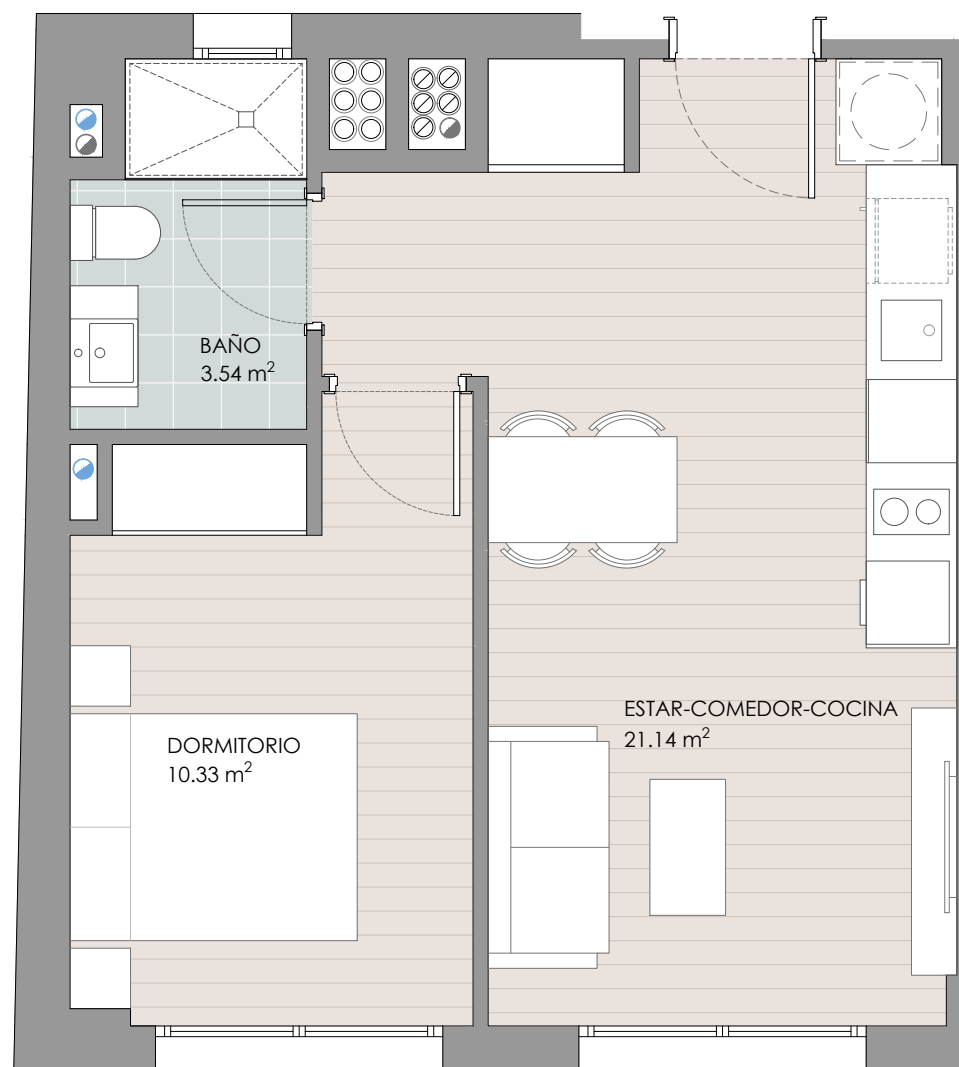 BAÑO
3.54 m²
ESTAR-COMEDOR-COCINA
21.14 m²
DORMITORIO
10.33 m²